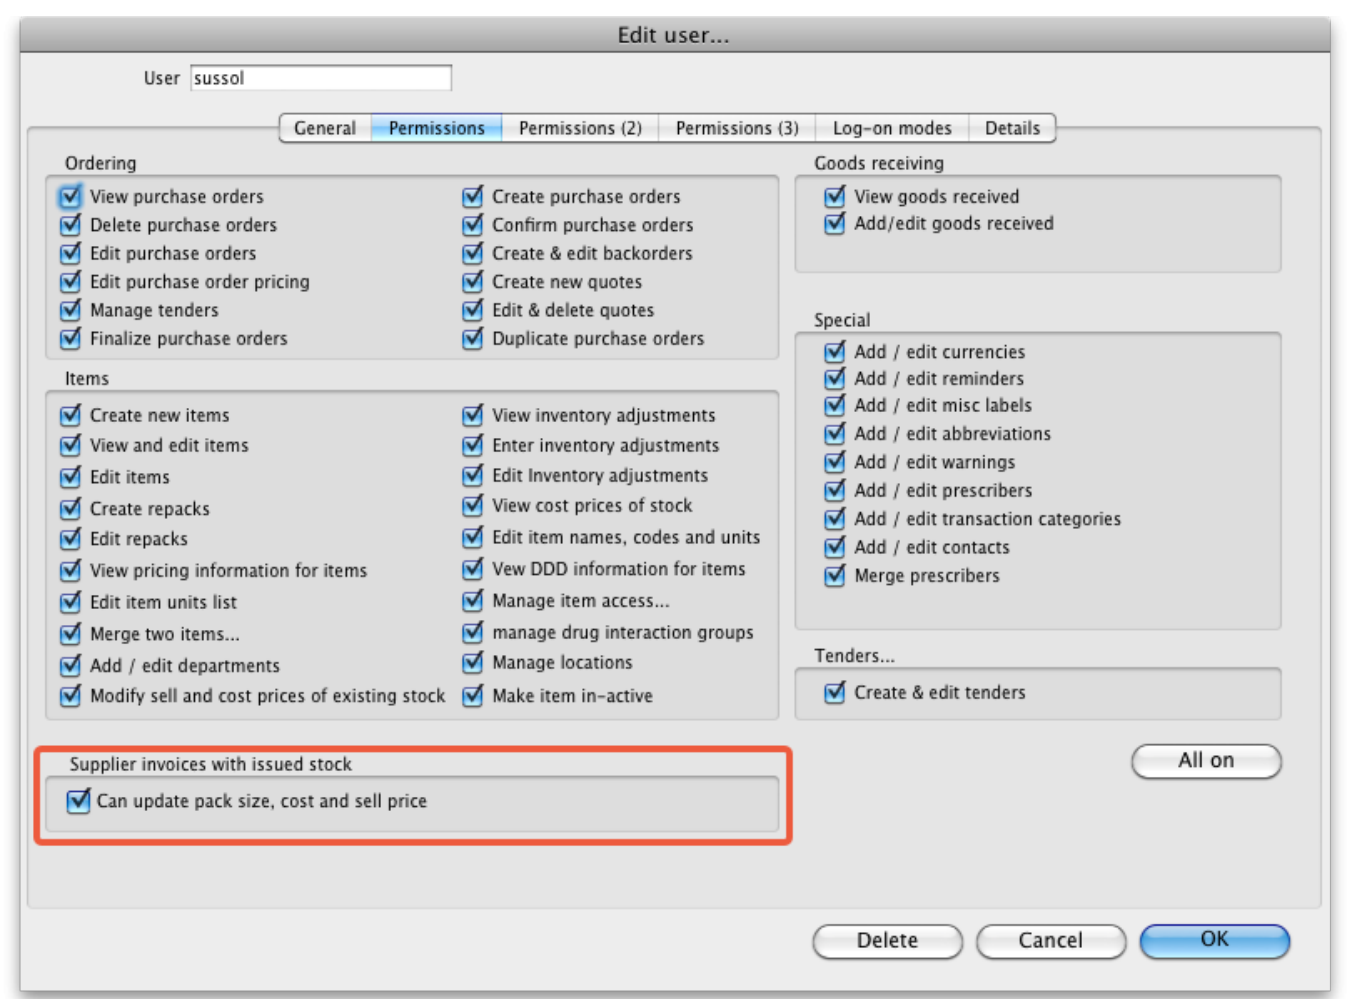 Edit user...
User sussol
General Permissions Permissions (2) Permissions (3) Log-on modes Details
Ordering
View purchase orders
Delete purchase orders
Edit purchase orders
Edit purchase order pricing
Manage tenders
Finalize purchase orders
Create purchase orders
Confirm purchase orders
Create & edit backorders
Create new quotes
Edit & delete quotes
Duplicate purchase orders
Items
Create new items
View and edit items
Edit items
Create repacks
Edit repacks
View pricing information for items
Edit item units list
Merge two items...
Add / edit departments
Modify sell and cost prices of existing stock
View inventory adjustments
Enter inventory adjustments
Edit Inventory adjustments
View cost prices of stock
Edit item names, codes and units
Vew DDD information for items
Manage item access...
manage drug interaction groups
Manage locations
Make item in-active
Supplier invoices with issued stock
Can update pack size, cost and sell price
Goods receiving
View goods received
Add/edit goods received
Special
Add / edit currencies
Add / edit reminders
Add / edit misc labels
Add / edit abbreviations
Add / edit warnings
Add / edit prescribers
Add / edit transaction categories
Add / edit contacts
Merge prescribers
Tenders...
Create & edit tenders
All on
Delete Cancel OK